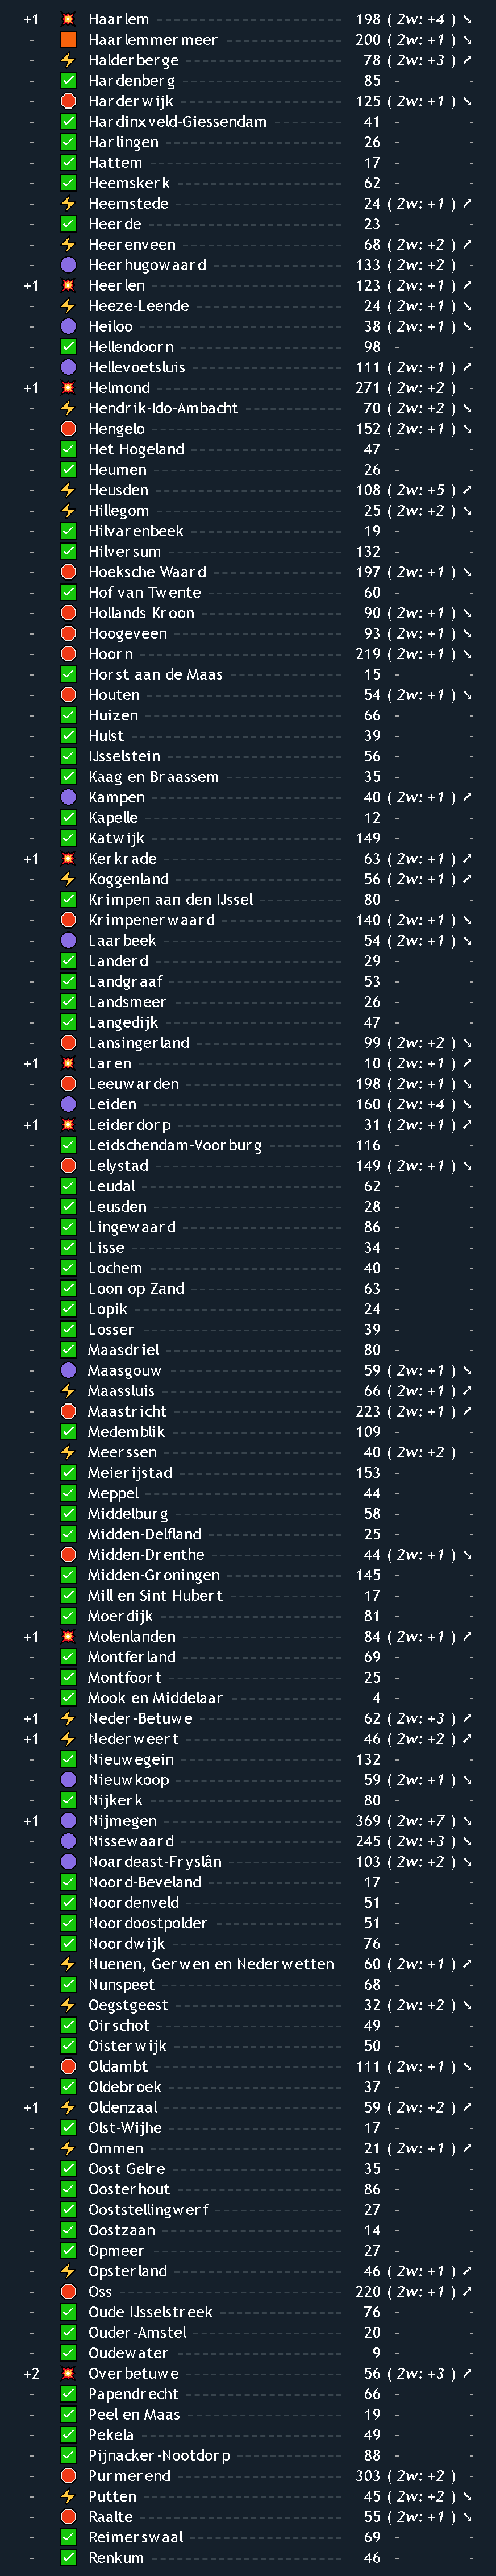 +1 Haarlem 198 ( 2w: +4 ) ↘
- Haarlemmermeer 200 ( 2w: +1 ) ↘
- Halderberge 78 ( 2w: +3 ) ↗
- Hardenberg 85 - -
- Harderwijk 125 ( 2w: +1 ) ↘
- Hardinxveld-Giessendam 41 - -
- Harlingen 26 - -
- Hattem 17 - -
- Heemskerk 62 - -
- Heemstede 24 ( 2w: +1 ) ↗
- Heerde 23 - -
- Heerenveen 68 ( 2w: +2 ) ↗
- Heerhugowaard 133 ( 2w: +2 ) -
+1 Heerlen 123 ( 2w: +1 ) ↗
- Heeze-Leende 24 ( 2w: +1 ) ↘
- Heiloo 38 ( 2w: +1 ) ↘
- Hellendoorn 98 - -
- Hellevoetsluis 111 ( 2w: +1 ) ↗
+1 Helmond 271 ( 2w: +2 ) -
- Hendrik-Ido-Ambacht 70 ( 2w: +2 ) ↘
- Hengelo 152 ( 2w: +1 ) ↘
- Het Hogeland 47 - -
- Heumen 26 - -
- Heusden 108 ( 2w: +5 ) ↗
- Hillegom 25 ( 2w: +2 ) ↘
- Hilvarenbeek 19 - -
- Hilversum 132 - -
- Hoeksche Waard 197 ( 2w: +1 ) ↘
- Hof van Twente 60 - -
- Hollands Kroon 90 ( 2w: +1 ) ↘
- Hoogeveen 93 ( 2w: +1 ) ↘
- Hoorn 219 ( 2w: +1 ) ↘
- Horst aan de Maas 15 - -
- Houten 54 ( 2w: +1 ) ↘
- Huizen 66 - -
- Hulst 39 - -
- IJsselstein 56 - -
- Kaag en Braassem 35 - -
- Kampen 40 ( 2w: +1 ) ↗
- Kapelle 12 - -
- Katwijk 149 - -
+1 Kerkrade 63 ( 2w: +1 ) ↗
- Koggenland 56 ( 2w: +1 ) ↗
- Krimpen aan den IJssel 80 - -
- Krimpenerwaard 140 ( 2w: +1 ) ↘
- Laarbeek 54 ( 2w: +1 ) ↘
- Landerd 29 - -
- Landgraaf 53 - -
- Landsmeer 26 - -
- Langedijk 47 - -
- Lansingerland 99 ( 2w: +2 ) ↘
+1 Laren 10 ( 2w: +1 ) ↗
- Leeuwarden 198 ( 2w: +1 ) ↘
- Leiden 160 ( 2w: +4 ) ↘
+1 Leiderdorp 31 ( 2w: +1 ) ↗
- Leidschendam-Voorburg 116 - -
- Lelystad 149 ( 2w: +1 ) ↘
- Leudal 62 - -
- Leusden 28 - -
- Lingewaard 86 - -
- Lisse 34 - -
- Lochem 40 - -
- Loon op Zand 63 - -
- Lopik 24 - -
- Losser 39 - -
- Maasdriel 80 - -
- Maasgouw 59 ( 2w: +1 ) ↘
- Maassluis 66 ( 2w: +1 ) ↗
- Maastricht 223 ( 2w: +1 ) ↗
- Medemblik 109 - -
- Meerssen 40 ( 2w: +2 ) -
- Meierijstad 153 - -
- Meppel 44 - -
- Middelburg 58 - -
- Midden-Delfland 25 - -
- Midden-Drenthe 44 ( 2w: +1 ) ↘
- Midden-Groningen 145 - -
- Mill en Sint Hubert 17 - -
- Moerdijk 81 - -
+1 Molenlanden 84 ( 2w: +1 ) ↗
- Montferland 69 - -
- Montfoort 25 - -
- Mook en Middelaar 4 - -
+1 Neder-Betuwe 62 ( 2w: +3 ) ↗
+1 Nederweert 46 ( 2w: +2 ) ↗
- Nieuwegein 132 - -
- Nieuwkoop 59 ( 2w: +1 ) ↘
- Nijkerk 80 - -
+1 Nijmegen 369 ( 2w: +7 ) ↘
- Nissewaard 245 ( 2w: +3 ) ↘
- Noardeast-Fryslân 103 ( 2w: +2 ) ↘
- Noord-Beveland 17 - -
- Noordenveld 51 - -
- Noordoostpolder 51 - -
- Noordwijk 76 - -
- Nuenen, Gerwen en Nederwetten 60 ( 2w: +1 ) ↗
- Nunspeet 68 - -
- Oegstgeest 32 ( 2w: +2 ) ↘
- Oirschot 49 - -
- Oisterwijk 50 - -
- Oldambt 111 ( 2w: +1 ) ↘
- Oldebroek 37 - -
+1 Oldenzaal 59 ( 2w: +2 ) ↗
- Olst-Wijhe 17 - -
- Ommen 21 ( 2w: +1 ) ↗
- Oost Gelre 35 - -
- Oosterhout 86 - -
- Ooststellingwerf 27 - -
- Oostzaan 14 - -
- Opmeer 27 - -
- Opsterland 46 ( 2w: +1 ) ↗
- Oss 220 ( 2w: +1 ) ↗
- Oude IJsselstreek 76 - -
- Ouder-Amstel 20 - -
- Oudewater 9 - -
+2 Overbetuwe 56 ( 2w: +3 ) ↗
- Papendrecht 66 - -
- Peel en Maas 19 - -
- Pekela 49 - -
- Pijnacker-Nootdorp 88 - -
- Purmerend 303 ( 2w: +2 ) -
- Putten 45 ( 2w: +2 ) ↘
- Raalte 55 ( 2w: +1 ) ↘
- Reimerswaal 69 - -
- Renkum 46 - -